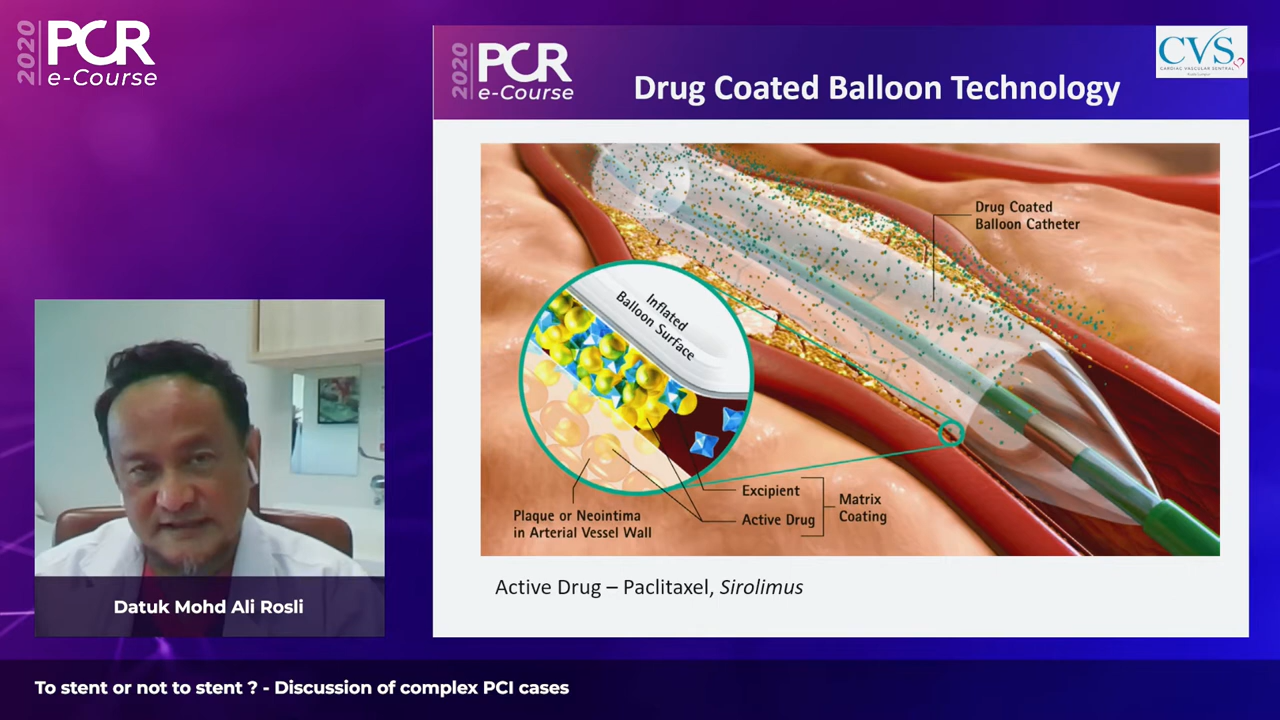 2020
PCR
e-Course
2020
PCR
e-Course
Drug Coated Balloon Technology
CVS
CARDIAC VASCULAR SENTRAL
Drug Coated
Balloon Catheter
Inflated
Balloon Surface
Excipient
Active Drug
Matrix
Coating
Plaque or Neointima
in Arterial Vessel Wall
Active Drug – Paclitaxel, Sirolimus
Datuk Mohd Ali Rosli
To stent or not to stent ? - Discussion of complex PCI cases